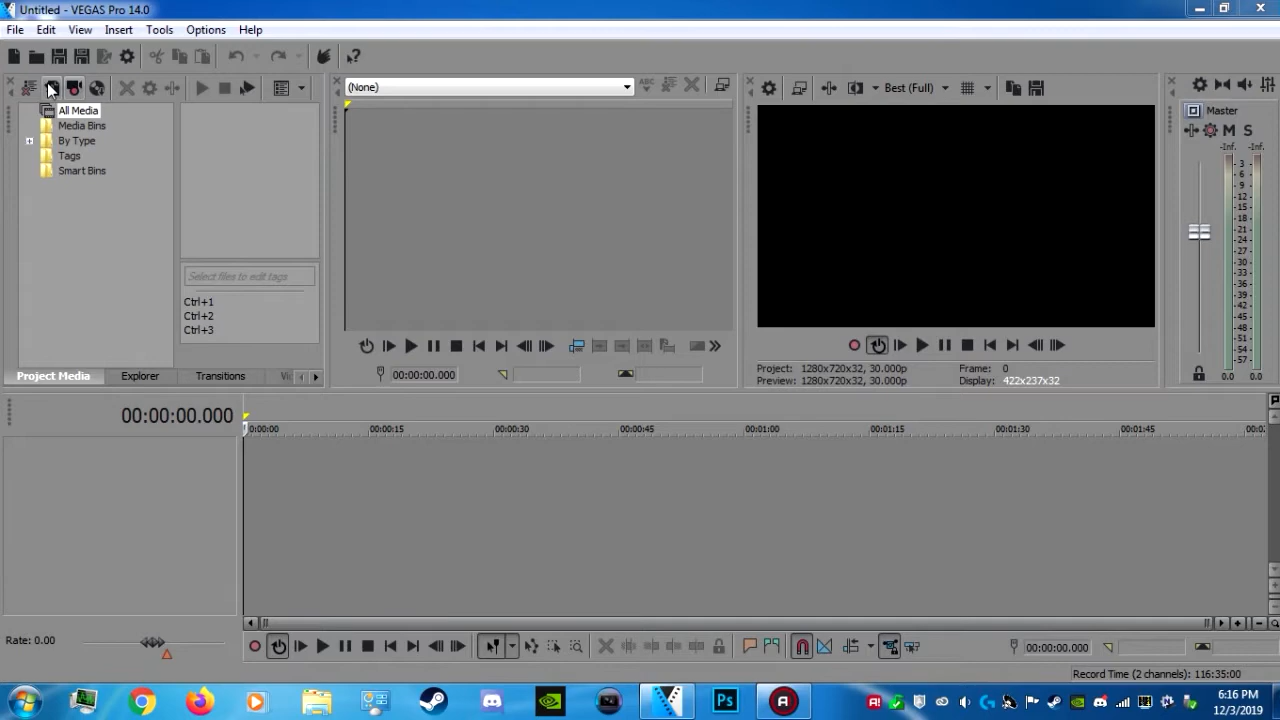 Untitled - VEGAS Pro 14.0
File Edit View Insert Tools Options Help
(None)
Best (Full)
All Media
Media Bins
By Type
Tags
Smart Bins
Select files to edit tags
Ctrl+1
Ctrl+2
Ctrl+3
Project Media Explorer Transitions
00:00:00.000
Project: 1280x720x32, 30.000p
Frame: 0
Preview: 1280x720x32, 30.000p
Display: 422x237x32
Master
M S
-Inf. -Inf.
3
6
9
12
15
18
21
24
27
30
33
36
39
42
45
48
51
54
57
0.0 0.0
00:00:00.000
0:00:00 00:00:15 00:00:30 00:00:45 00:01:00 00:01:15 00:01:30 00:01:45
Rate: 0.00
00:00:00.000
Record Time (2 channels): 116:35:00
Ps
6:16 PM
12/3/2019